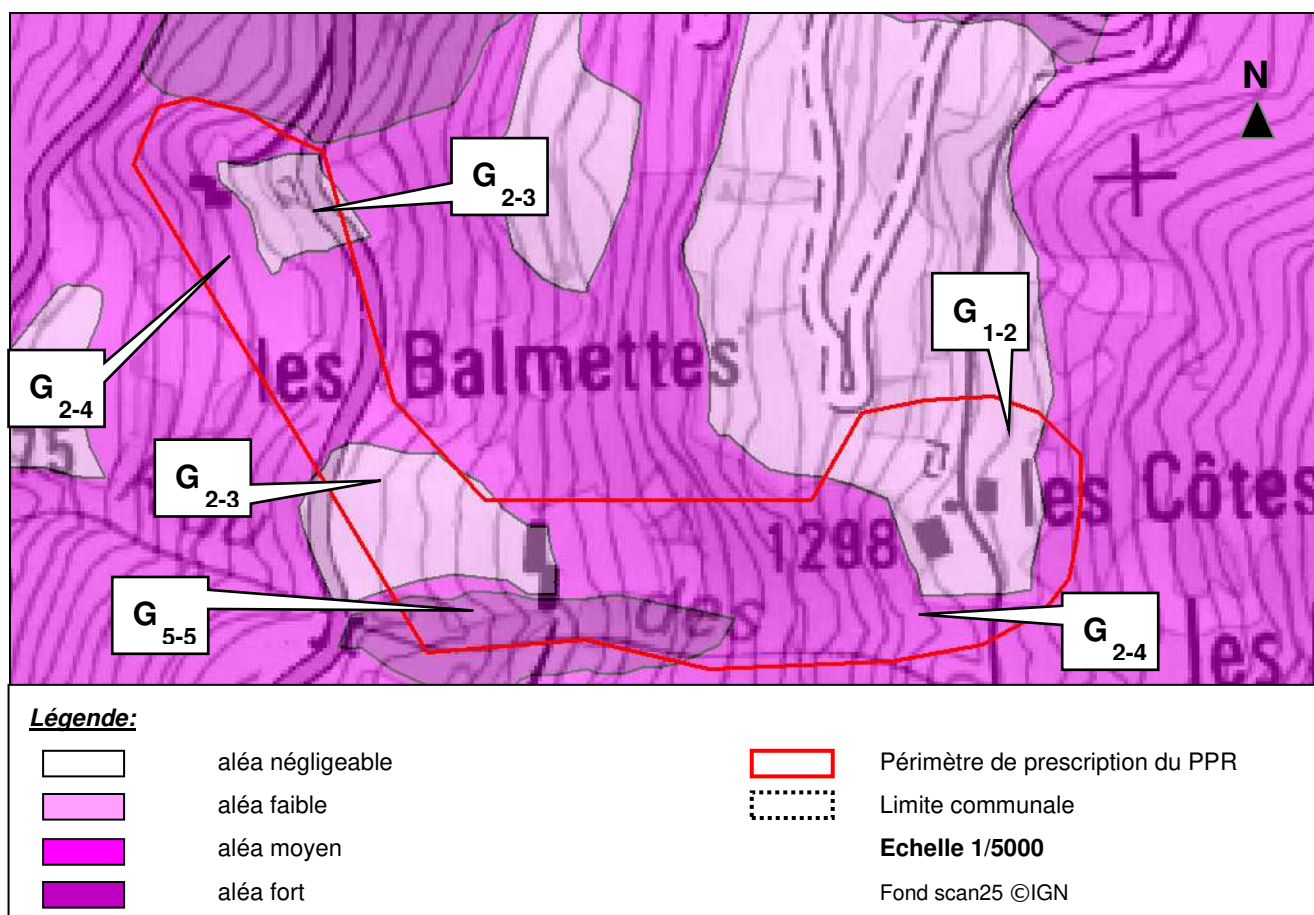 N
G 2-3
G 1-2
les Balmettes
G 2-4
75
G 2-3
les Côtes
1298
G 5-5
des
G 2-4
les
Légende:
aléa négligeable
Périmètre de prescription du PPR
aléa faible
Limite communale
aléa moyen
Echelle 1/5000
aléa fort
Fond scan25 ©IGN